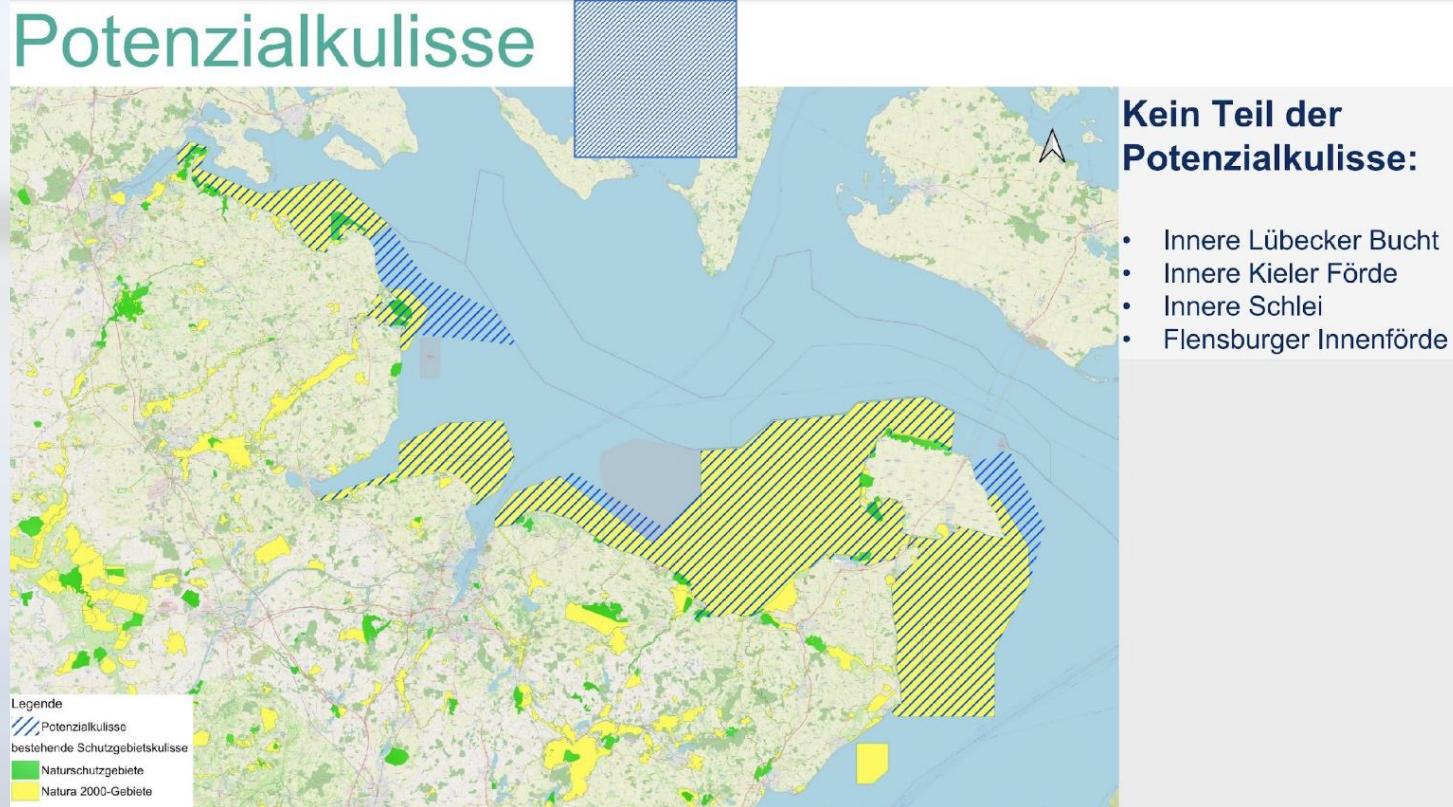 Potenzialkulisse
Kein Teil der
Potenzialkulisse:
• Innere Lübecker Bucht
• Innere Kieler Förde
• Innere Schlei
• Flensburger Innenförde
Legende
Potenzialkulisse
bestehende Schutzgebietskulisse
Naturschutzgebiete
Natura 2000-Gebiete